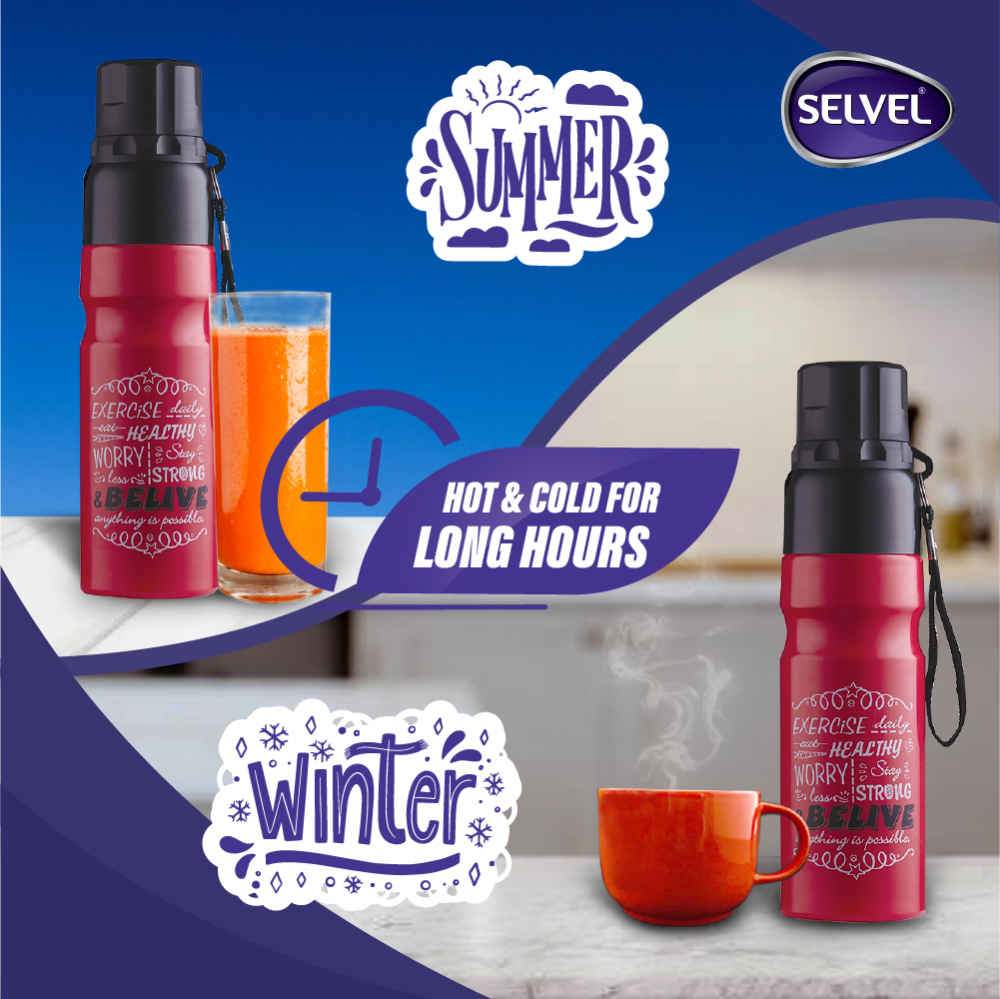 SUMMER
SELVEL®
EXERCISE daily
eat HEALTHY
WORRY Stay
less STRONG
& BELIVE
anything is possible.
HOT & COLD FOR
LONG HOURS
Winter
EXERCISE daily
eat HEALTHY
WORRY Stay
less STRONG
& BELIVE
anything is possible.